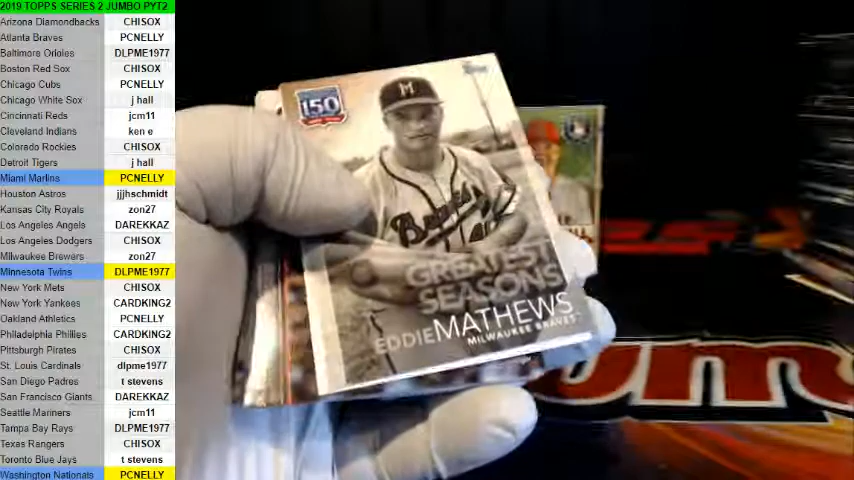 2019 TOPPS SERIES 2 JUMBO PYT2
Arizona Diamondbacks CHISOX
Atlanta Braves PCNELLY
Baltimore Orioles DLPME1977
Boston Red Sox CHISOX
Chicago Cubs PCNELLY
Chicago White Sox j hall
Cincinnati Reds jcm11
Cleveland Indians ken e
Colorado Rockies CHISOX
Detroit Tigers j hall
Miami Marlins PCNELLY
Houston Astros jjjhschmidt
Kansas City Royals zon27
Los Angeles Angels DAREKKAZ
Los Angeles Dodgers CHISOX
Milwaukee Brewers zon27
Minnesota Twins DLPME1977
New York Mets CHISOX
New York Yankees CARDKING2
Oakland Athletics PCNELLY
Philadelphia Phillies CARDKING2
Pittsburgh Pirates CHISOX
St. Louis Cardinals dlpme1977
San Diego Padres t stevens
San Francisco Giants DAREKKAZ
Seattle Mariners jcm11
Tampa Bay Rays DLPME1977
Texas Rangers CHISOX
Toronto Blue Jays t stevens
Washington Nationals PCNELLY
Topps
150
M
Braves
GREATEST
SEASONS
EDDIE MATHEWS
MILWAUKEE BRAVES